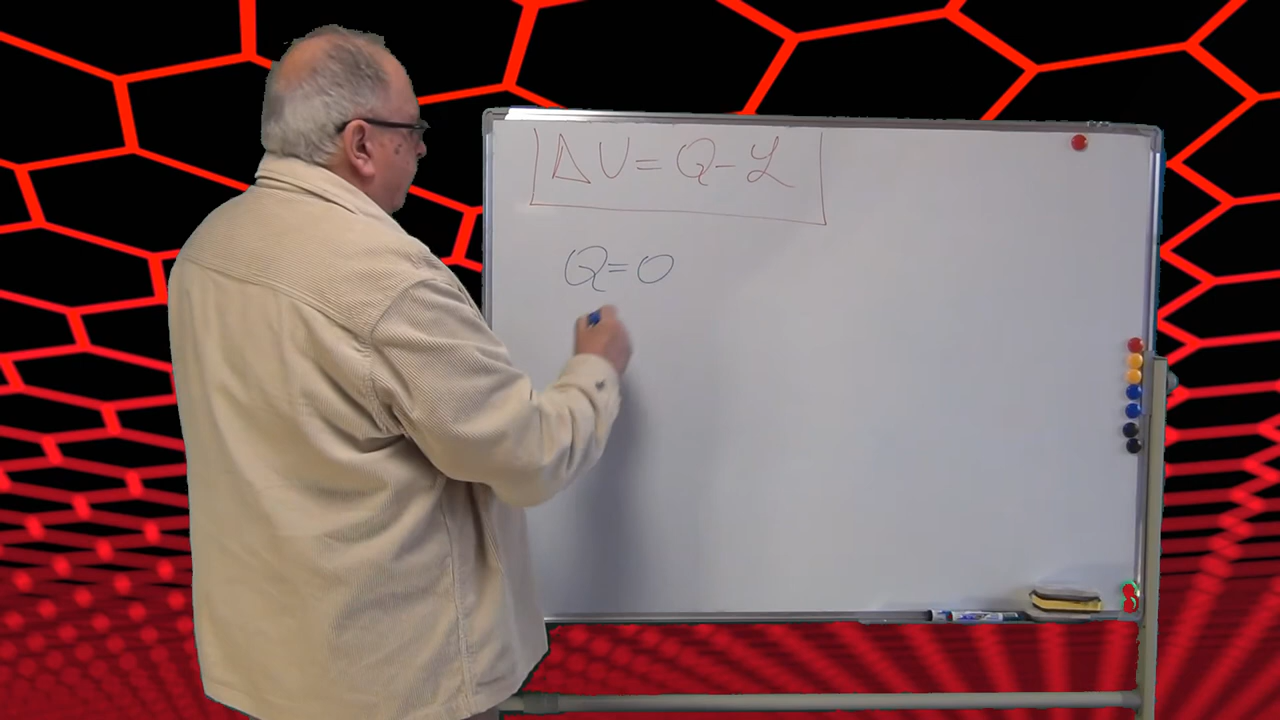 ΔU = Q - ℒ
Q = 0